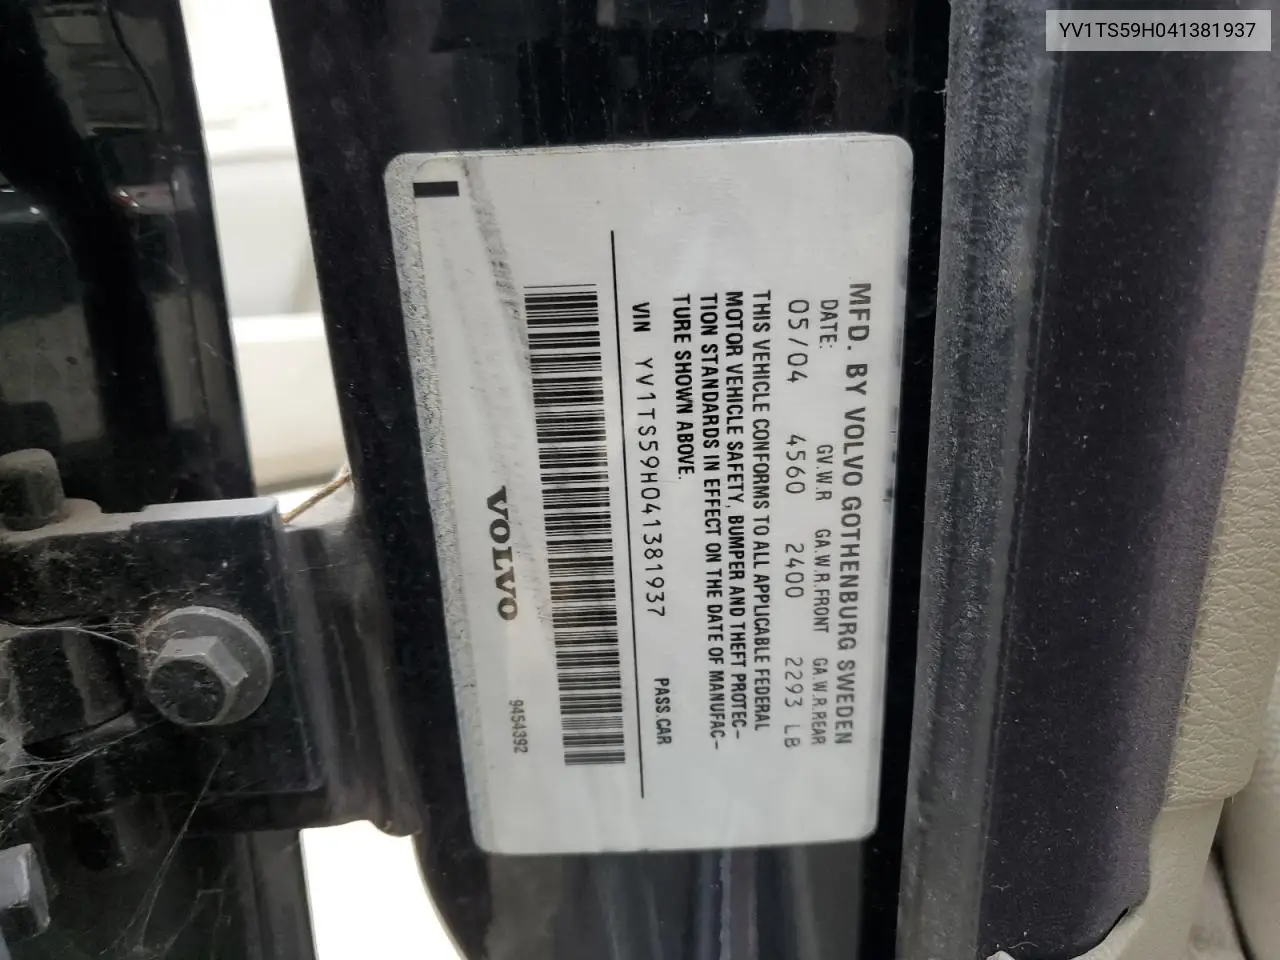 YV1TS59H041381937
MFD. BY VOLVO GOTHENBURG SWEDEN
DATE: GV.W.R GA.W.R.FRONT GA.W.R.REAR
05/04 4560 2400 2293 LB
THIS VEHICLE CONFORMS TO ALL APPLICABLE FEDERAL
MOTOR VEHICLE SAFETY, BUMPER AND THEFT PROTEC-
TION STANDARDS IN EFFECT ON THE DATE OF MANUFAC-
TURE SHOWN ABOVE.
VIN YV1TS59H041381937 PASS.CAR
VOLVO 9454392